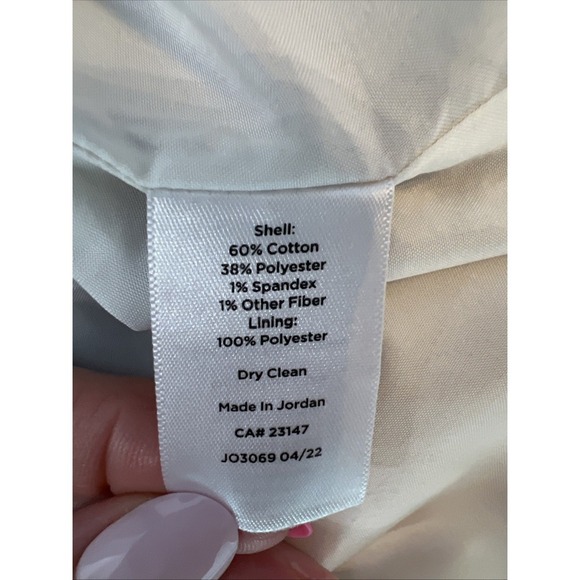 Shell:
60% Cotton
38% Polyester
1% Spandex
1% Other Fiber
Lining:
100% Polyester
Dry Clean
Made In Jordan
CA# 23147
JO3069 04/22